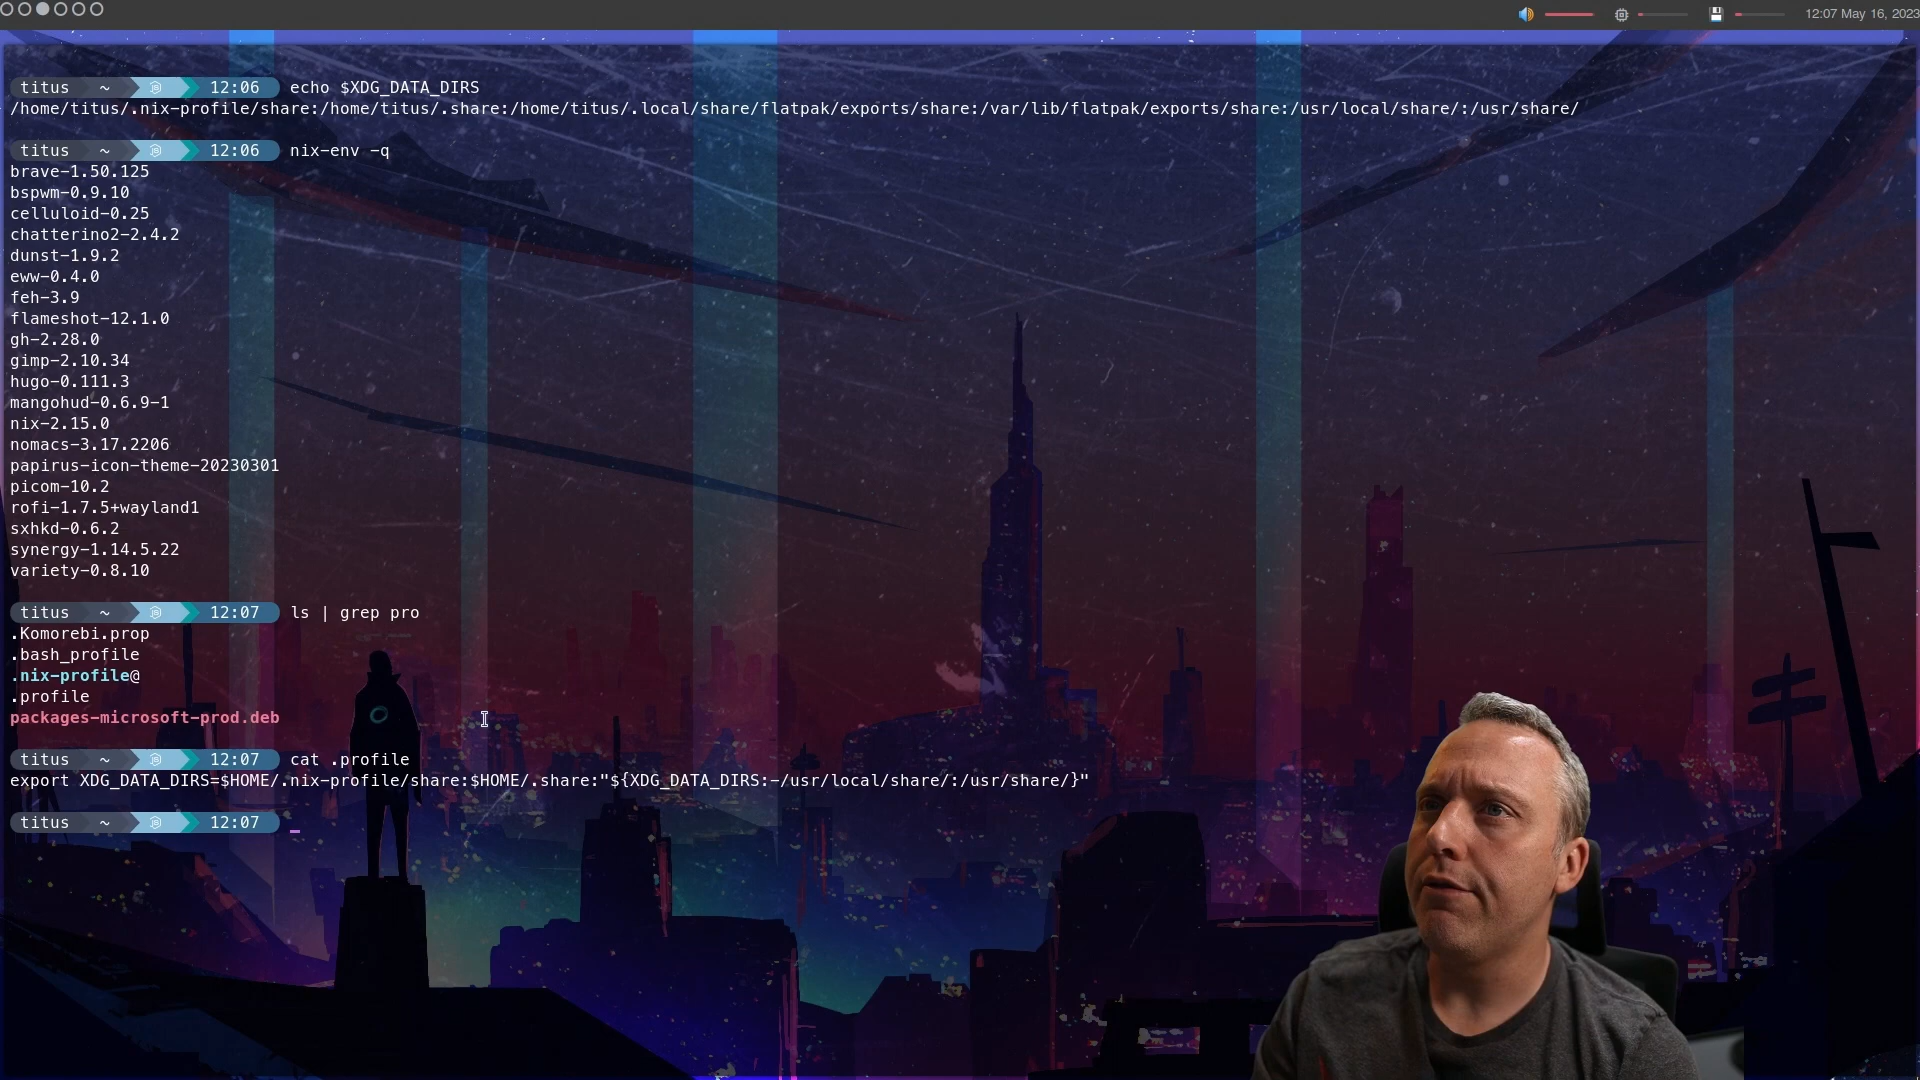 12:07 May 16, 2023
titus ~ 12:06 echo $XDG_DATA_DIRS
/home/titus/.nix-profile/share:/home/titus/.share:/home/titus/.local/share/flatpak/exports/share:/var/lib/flatpak/exports/share:/usr/local/share/:/usr/share/
titus ~ 12:06 nix-env -q
brave-1.50.125
bspwm-0.9.10
celluloid-0.25
chatterino2-2.4.2
dunst-1.9.2
eww-0.4.0
feh-3.9
flameshot-12.1.0
gh-2.28.0
gimp-2.10.34
hugo-0.111.3
mangohud-0.6.9-1
nix-2.15.0
nomacs-3.17.2206
papirus-icon-theme-20230301
picom-10.2
rofi-1.7.5+wayland1
sxhkd-0.6.2
synergy-1.14.5.22
variety-0.8.10
titus ~ 12:07 ls | grep pro
.Komorebi.prop
.bash_profile
.nix-profile@
.profile
packages-microsoft-prod.deb
titus ~ 12:07 cat .profile
export XDG_DATA_DIRS=$HOME/.nix-profile/share:$HOME/.share:"${XDG_DATA_DIRS:-/usr/local/share/:/usr/share/}"
titus ~ 12:07